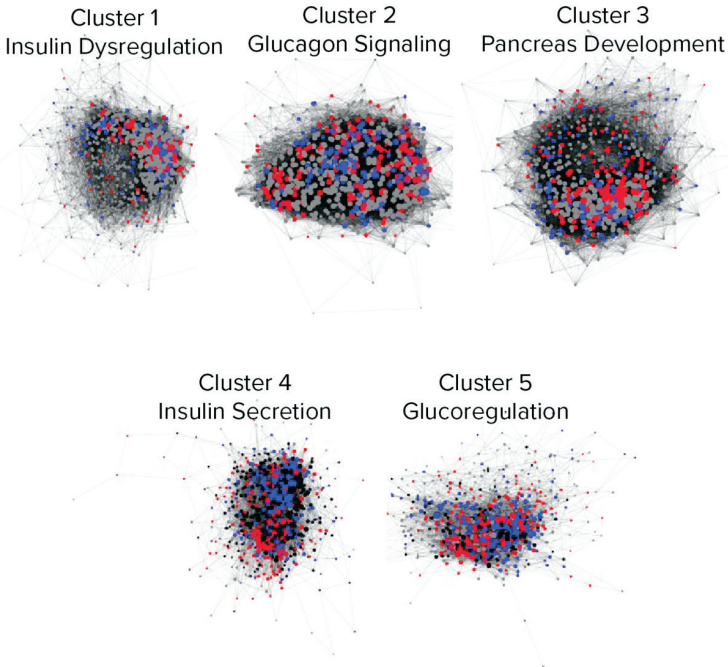 Cluster 1
Insulin Dysregulation
Cluster 2
Glucagon Signaling
Cluster 3
Pancreas Development
Cluster 4
Insulin Secretion
Cluster 5
Glucoregulation